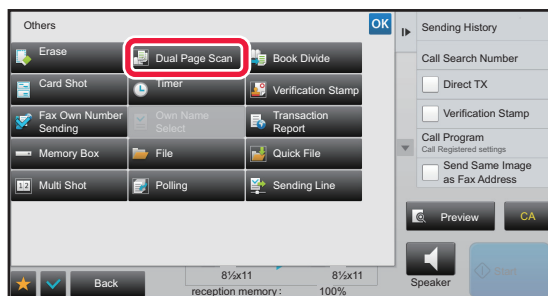 Others
OK
Erase
Dual Page Scan
Book Divide
Card Shot
Timer
Verification Stamp
Fax Own Number
Sending
Own Name
Select
Transaction
Report
Memory Box
File
Quick File
1 2
Multi Shot
Polling
Sending Line
Back
8½x11
8½x11
reception memory:
100%
Sending History
Call Search Number
Direct TX
Verification Stamp
Call Program
Call Registered settings
Send Same Image
as Fax Address
Preview
CA
Speaker
Start